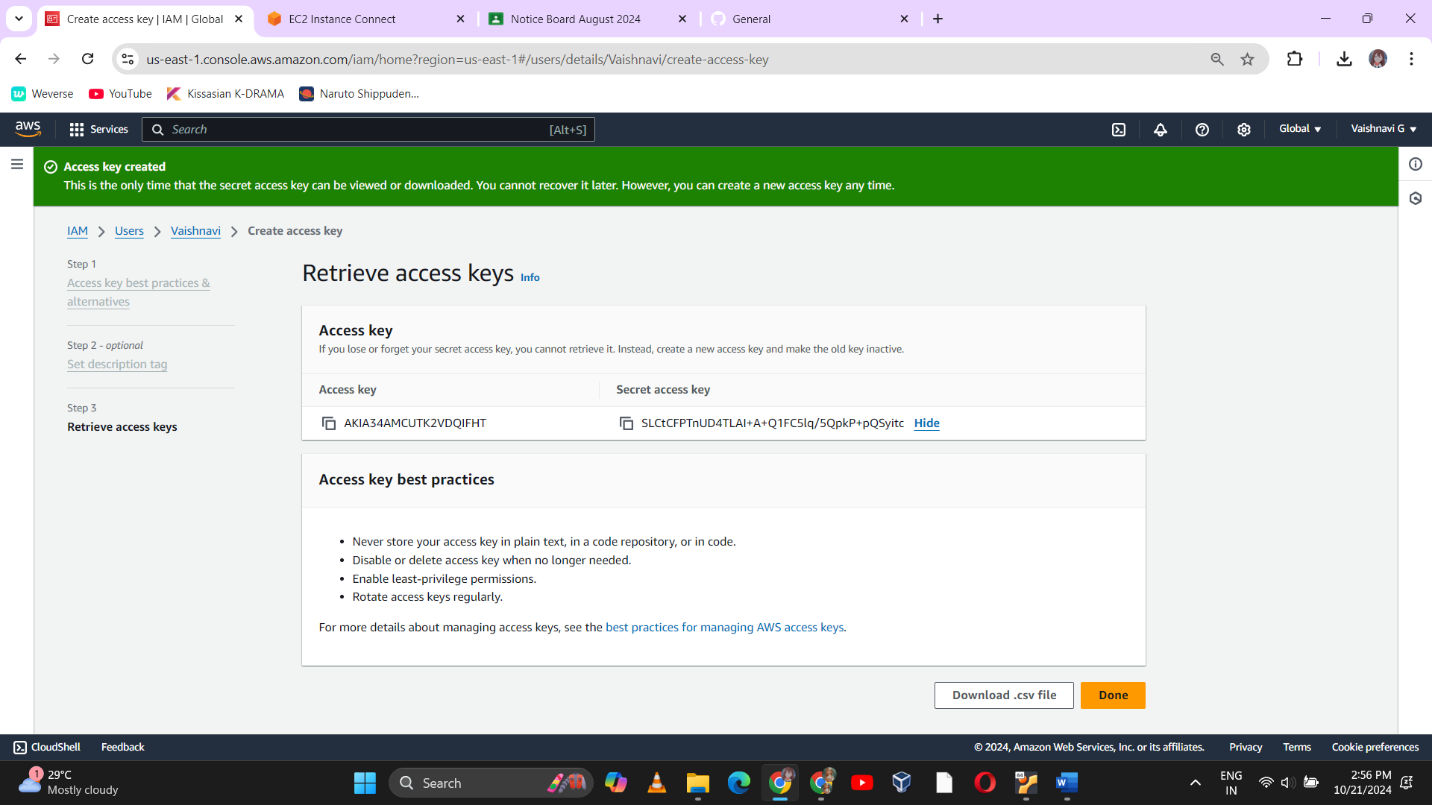 Create access key | IAM | Global
EC2 Instance Connect
Notice Board August 2024
General
us-east-1.console.aws.amazon.com/iam/home?region=us-east-1#/users/details/Vaishnavi/create-access-key
Weverse
YouTube
Kissasian K-DRAMA
Naruto Shippuden...
aws
Services
Search
[Alt+S]
Global
Vaishnavi G
Access key created
This is the only time that the secret access key can be viewed or downloaded. You cannot recover it later. However, you can create a new access key any time.
IAM
Users
Vaishnavi
Create access key
Step 1
Access key best practices &
alternatives
Step 2 - optional
Set description tag
Step 3
Retrieve access keys
Retrieve access keys Info
Access key
If you lose or forget your secret access key, you cannot retrieve it. Instead, create a new access key and make the old key inactive.
Access key
Secret access key
AKIA34AMCUTK2VDQIFHT
SLCtCFPTnUD4TLAI+A+Q1FC5lq/5QpkP+pQSyitc
Hide
Access key best practices
• Never store your access key in plain text, in a code repository, or in code.
• Disable or delete access key when no longer needed.
• Enable least-privilege permissions.
• Rotate access keys regularly.
For more details about managing access keys, see the best practices for managing AWS access keys.
Download .csv file
Done
CloudShell
Feedback
© 2024, Amazon Web Services, Inc. or its affiliates.
Privacy
Terms
Cookie preferences
1
29°C
Mostly cloudy
Search
ENG
IN
2:56 PM
10/21/2024